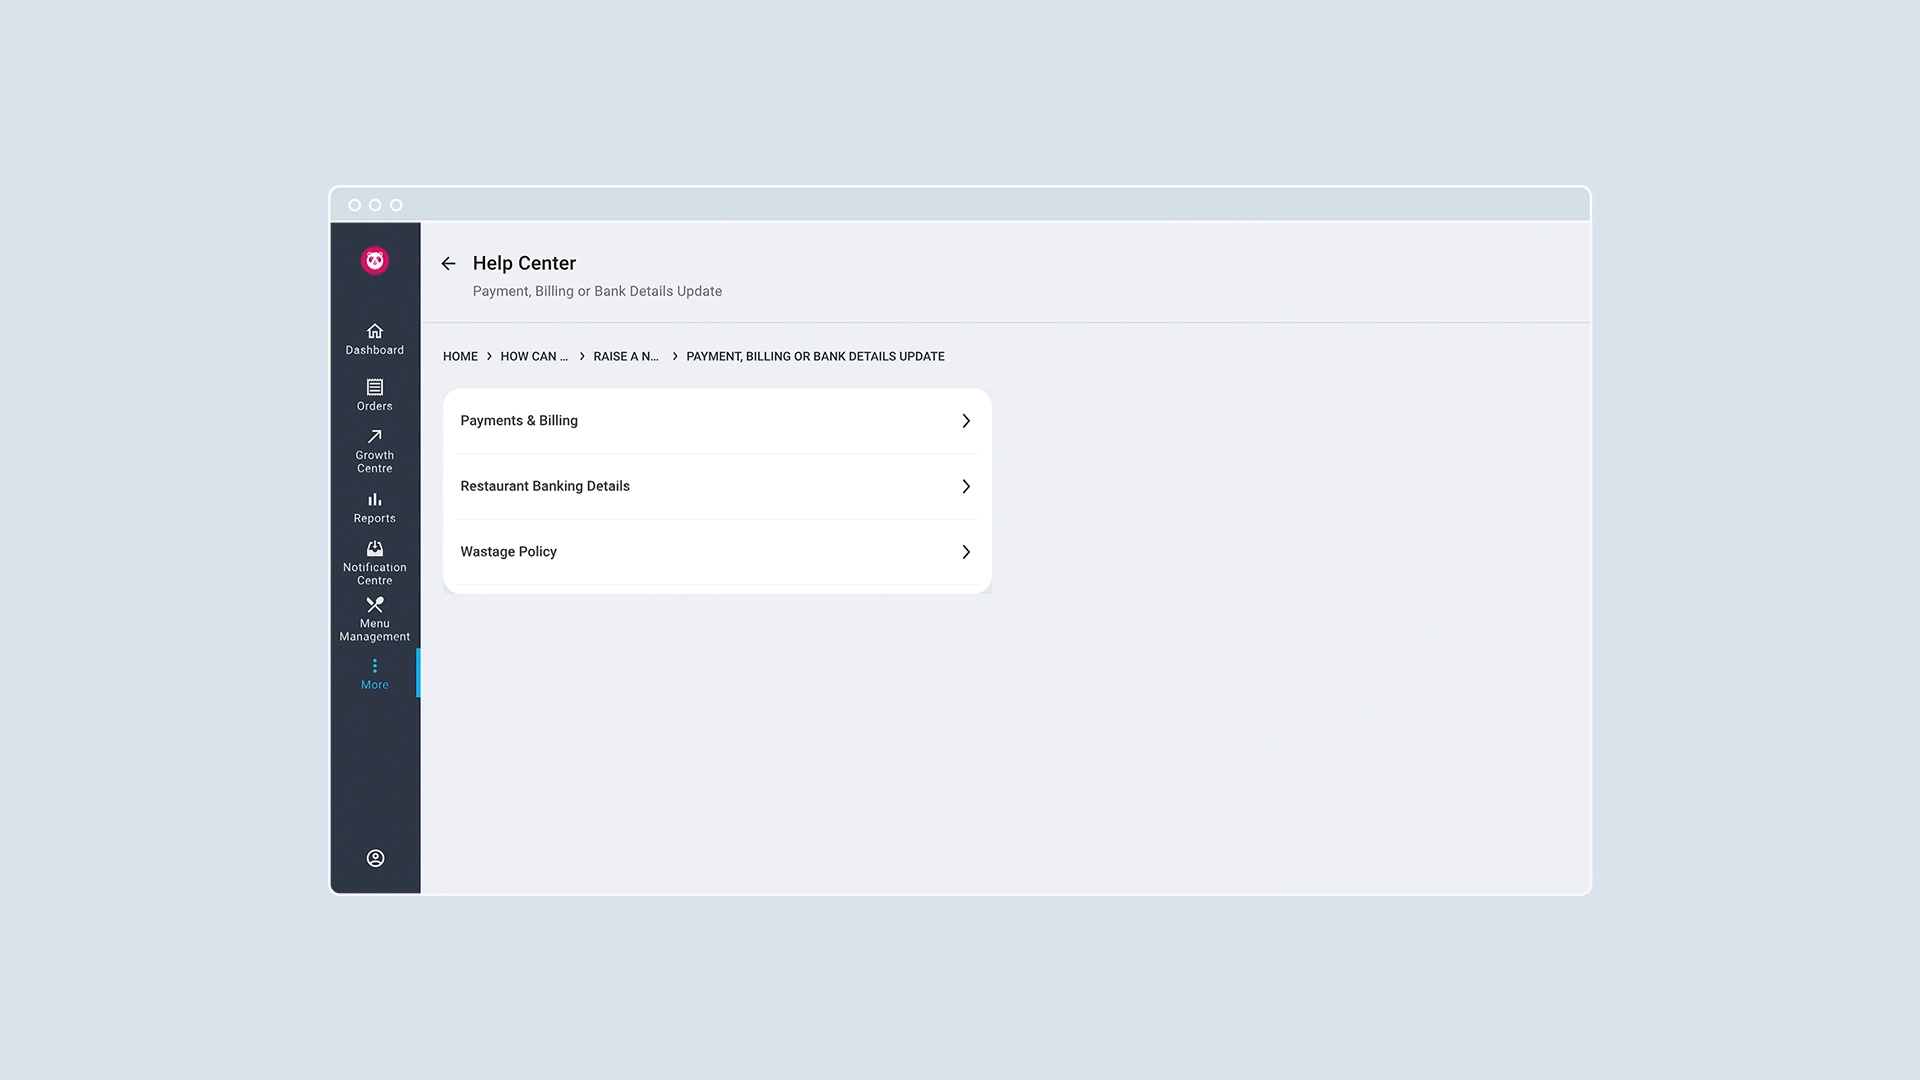 Help Center
Payment, Billing or Bank Details Update
HOME > HOW CAN ... > RAISE A N... > PAYMENT, BILLING OR BANK DETAILS UPDATE
Payments & Billing
Restaurant Banking Details
Wastage Policy
Dashboard
Orders
Growth
Centre
Reports
Notification
Centre
Menu
Management
More